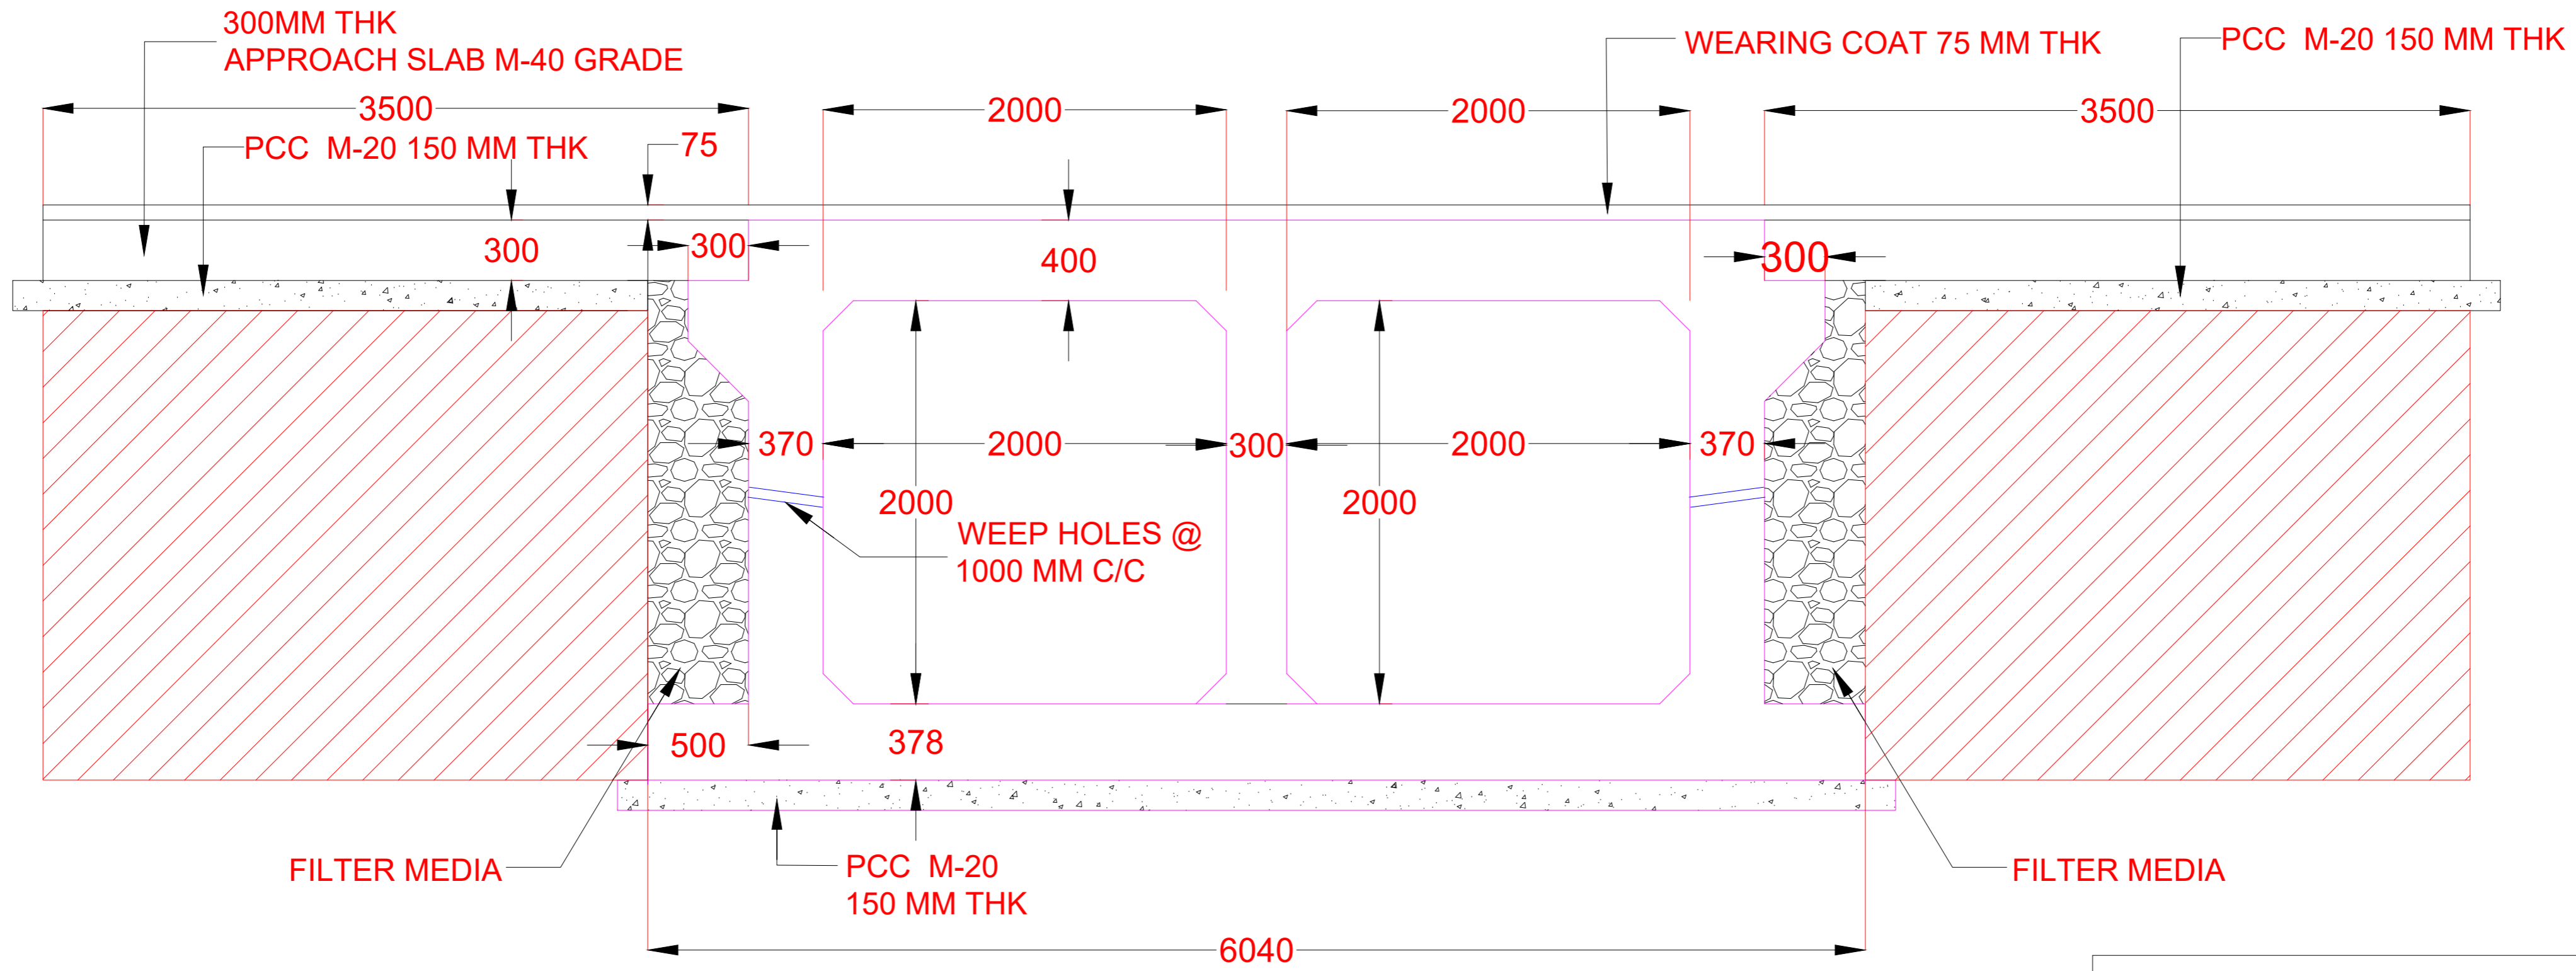 300MM THK
APPROACH SLAB M-40 GRADE
WEARING COAT 75 MM THK
PCC M-20 150 MM THK
3500
2000
2000
3500
PCC M-20 150 MM THK
75
300
300
400
300
370
2000
300
2000
370
2000
2000
WEEP HOLES @
1000 MM C/C
500
378
FILTER MEDIA
PCC M-20
150 MM THK
FILTER MEDIA
6040